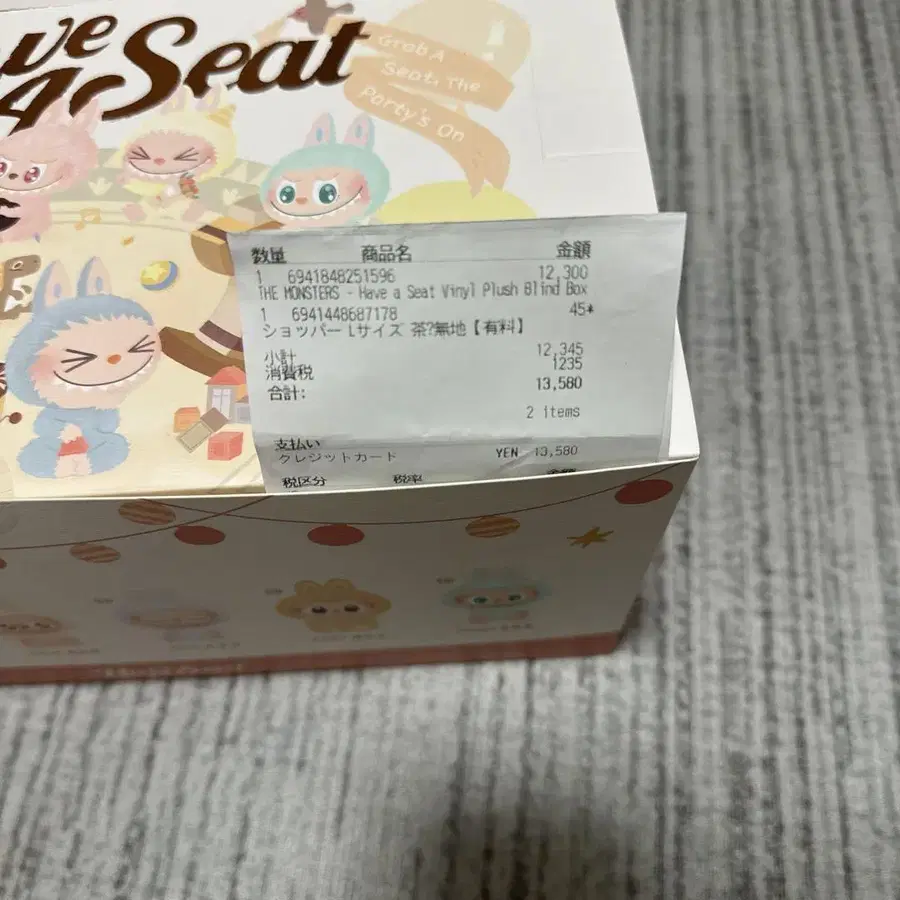 ve
A Seat
Grab A
Seat, The
Party's On
数量 商品名 金額
1 6941848251596 12,300
THE MONSTERS - Have a Seat Vinyl Plush Blind Box
1 6941448687178 45*
ショッパー Lサイズ 茶?無地【有料】
小計 12,345
消費税 1235
合計: 13,580
2 items
支払い
クレジットカード YEN 13,580
税区分 税率 金額